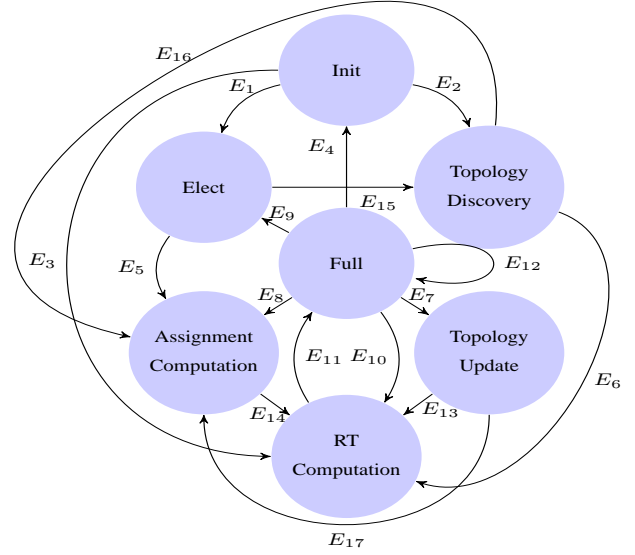 E16
Init
E1
E2
E4
Elect
Topology
Discovery
E15
E9
E3
E5
Full
E12
E8
E7
Assignment
Computation
Topology
Update
E11 E10
E6
E14
E13
RT
Computation
E17